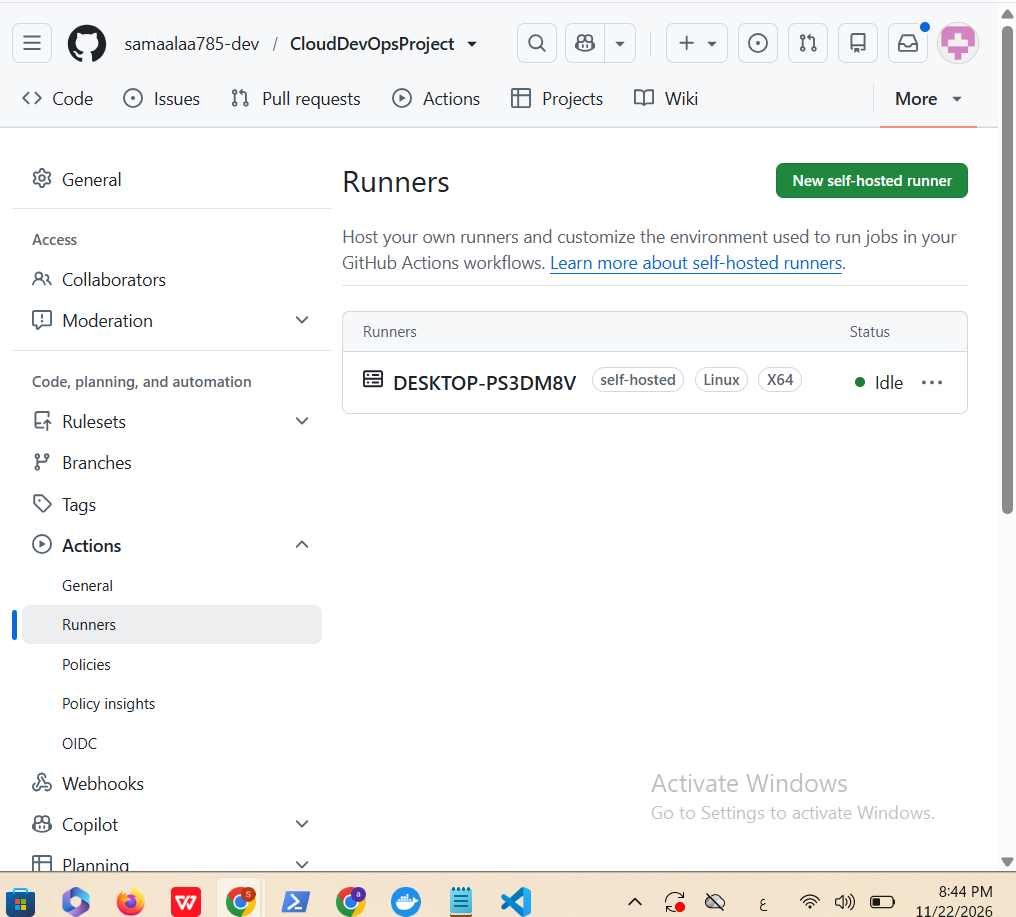 samaalaa785-dev / CloudDevOpsProject
Code Issues Pull requests Actions Projects Wiki More
General
Access
Collaborators
Moderation
Code, planning, and automation
Rulesets
Branches
Tags
Actions
General
Runners
Policies
Policy insights
OIDC
Webhooks
Copilot
Planning
Runners
New self-hosted runner
Host your own runners and customize the environment used to run jobs in your
GitHub Actions workflows. Learn more about self-hosted runners.
Runners Status
DESKTOP-PS3DM8V self-hosted Linux X64 Idle
Activate Windows
Go to Settings to activate Windows.
ع
8:44 PM
11/22/2026